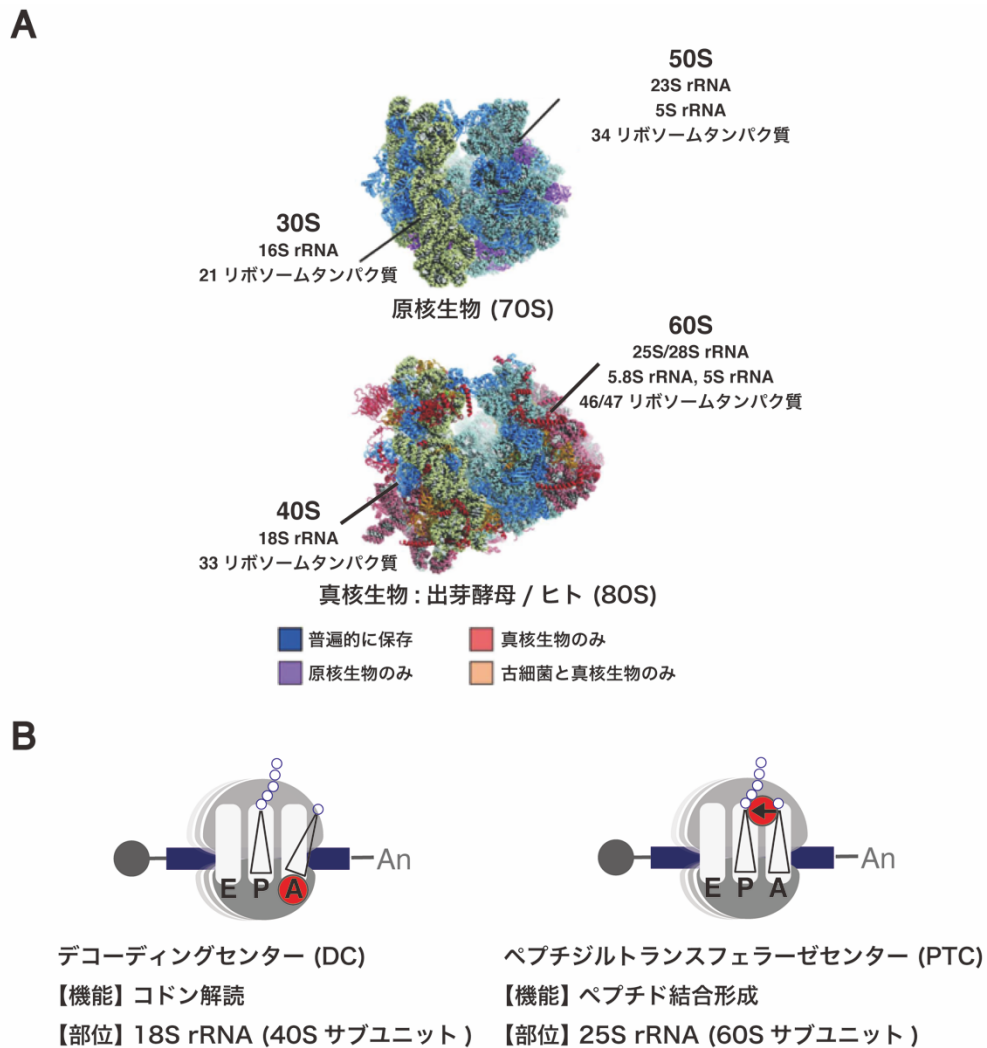 A
50S
23S rRNA
5S rRNA
34 リボソームタンパク質
30S
16S rRNA
21 リボソームタンパク質
原核生物 (70S)
60S
25S/28S rRNA
5.8S rRNA, 5S rRNA
46/47 リボソームタンパク質
40S
18S rRNA
33 リボソームタンパク質
真核生物 : 出芽酵母 / ヒト (80S)
普遍的に保存
真核生物のみ
原核生物のみ
古細菌と真核生物のみ
B
E P A
An
デコーディングセンター (DC)
【機能】コドン解読
【部位】18S rRNA (40S サブユニット )
E P A
An
ペプチジルトランスフェラーゼセンター (PTC)
【機能】ペプチド結合形成
【部位】25S rRNA (60S サブユニット )